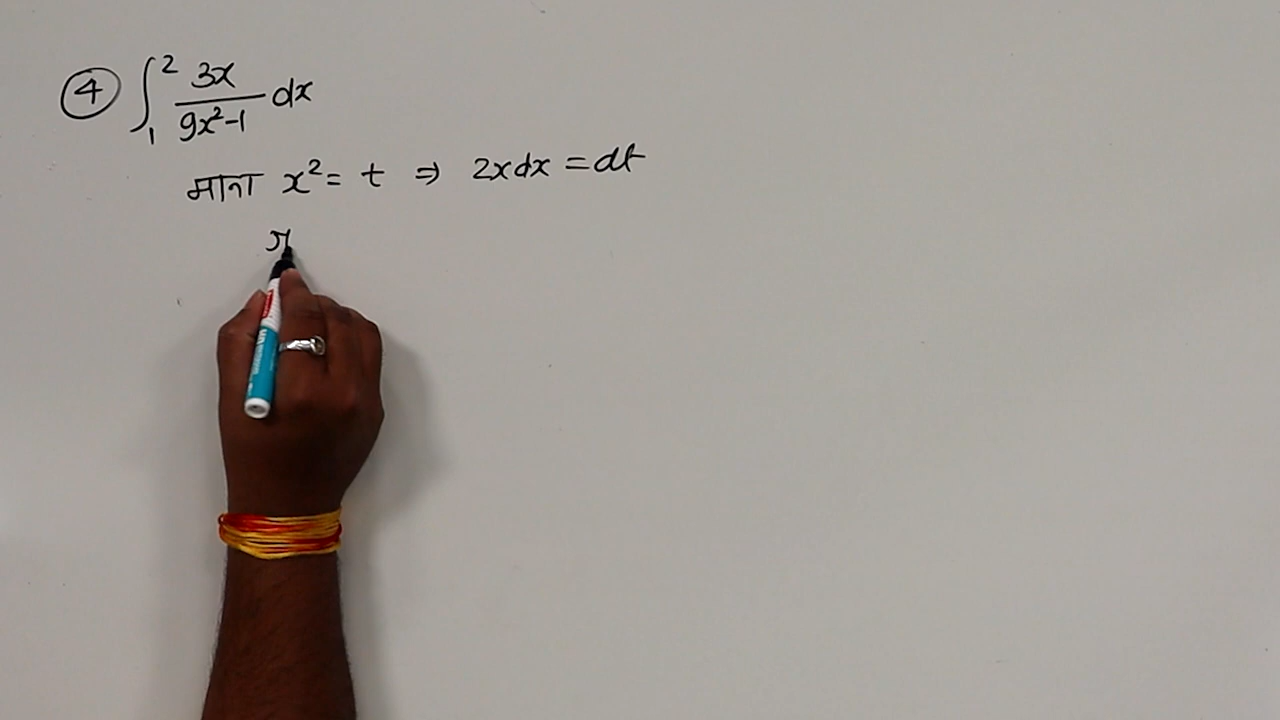 ④ ∫₁² 3x/(9x²-1) dx
माना x² = t ⇒ 2x dx = dt